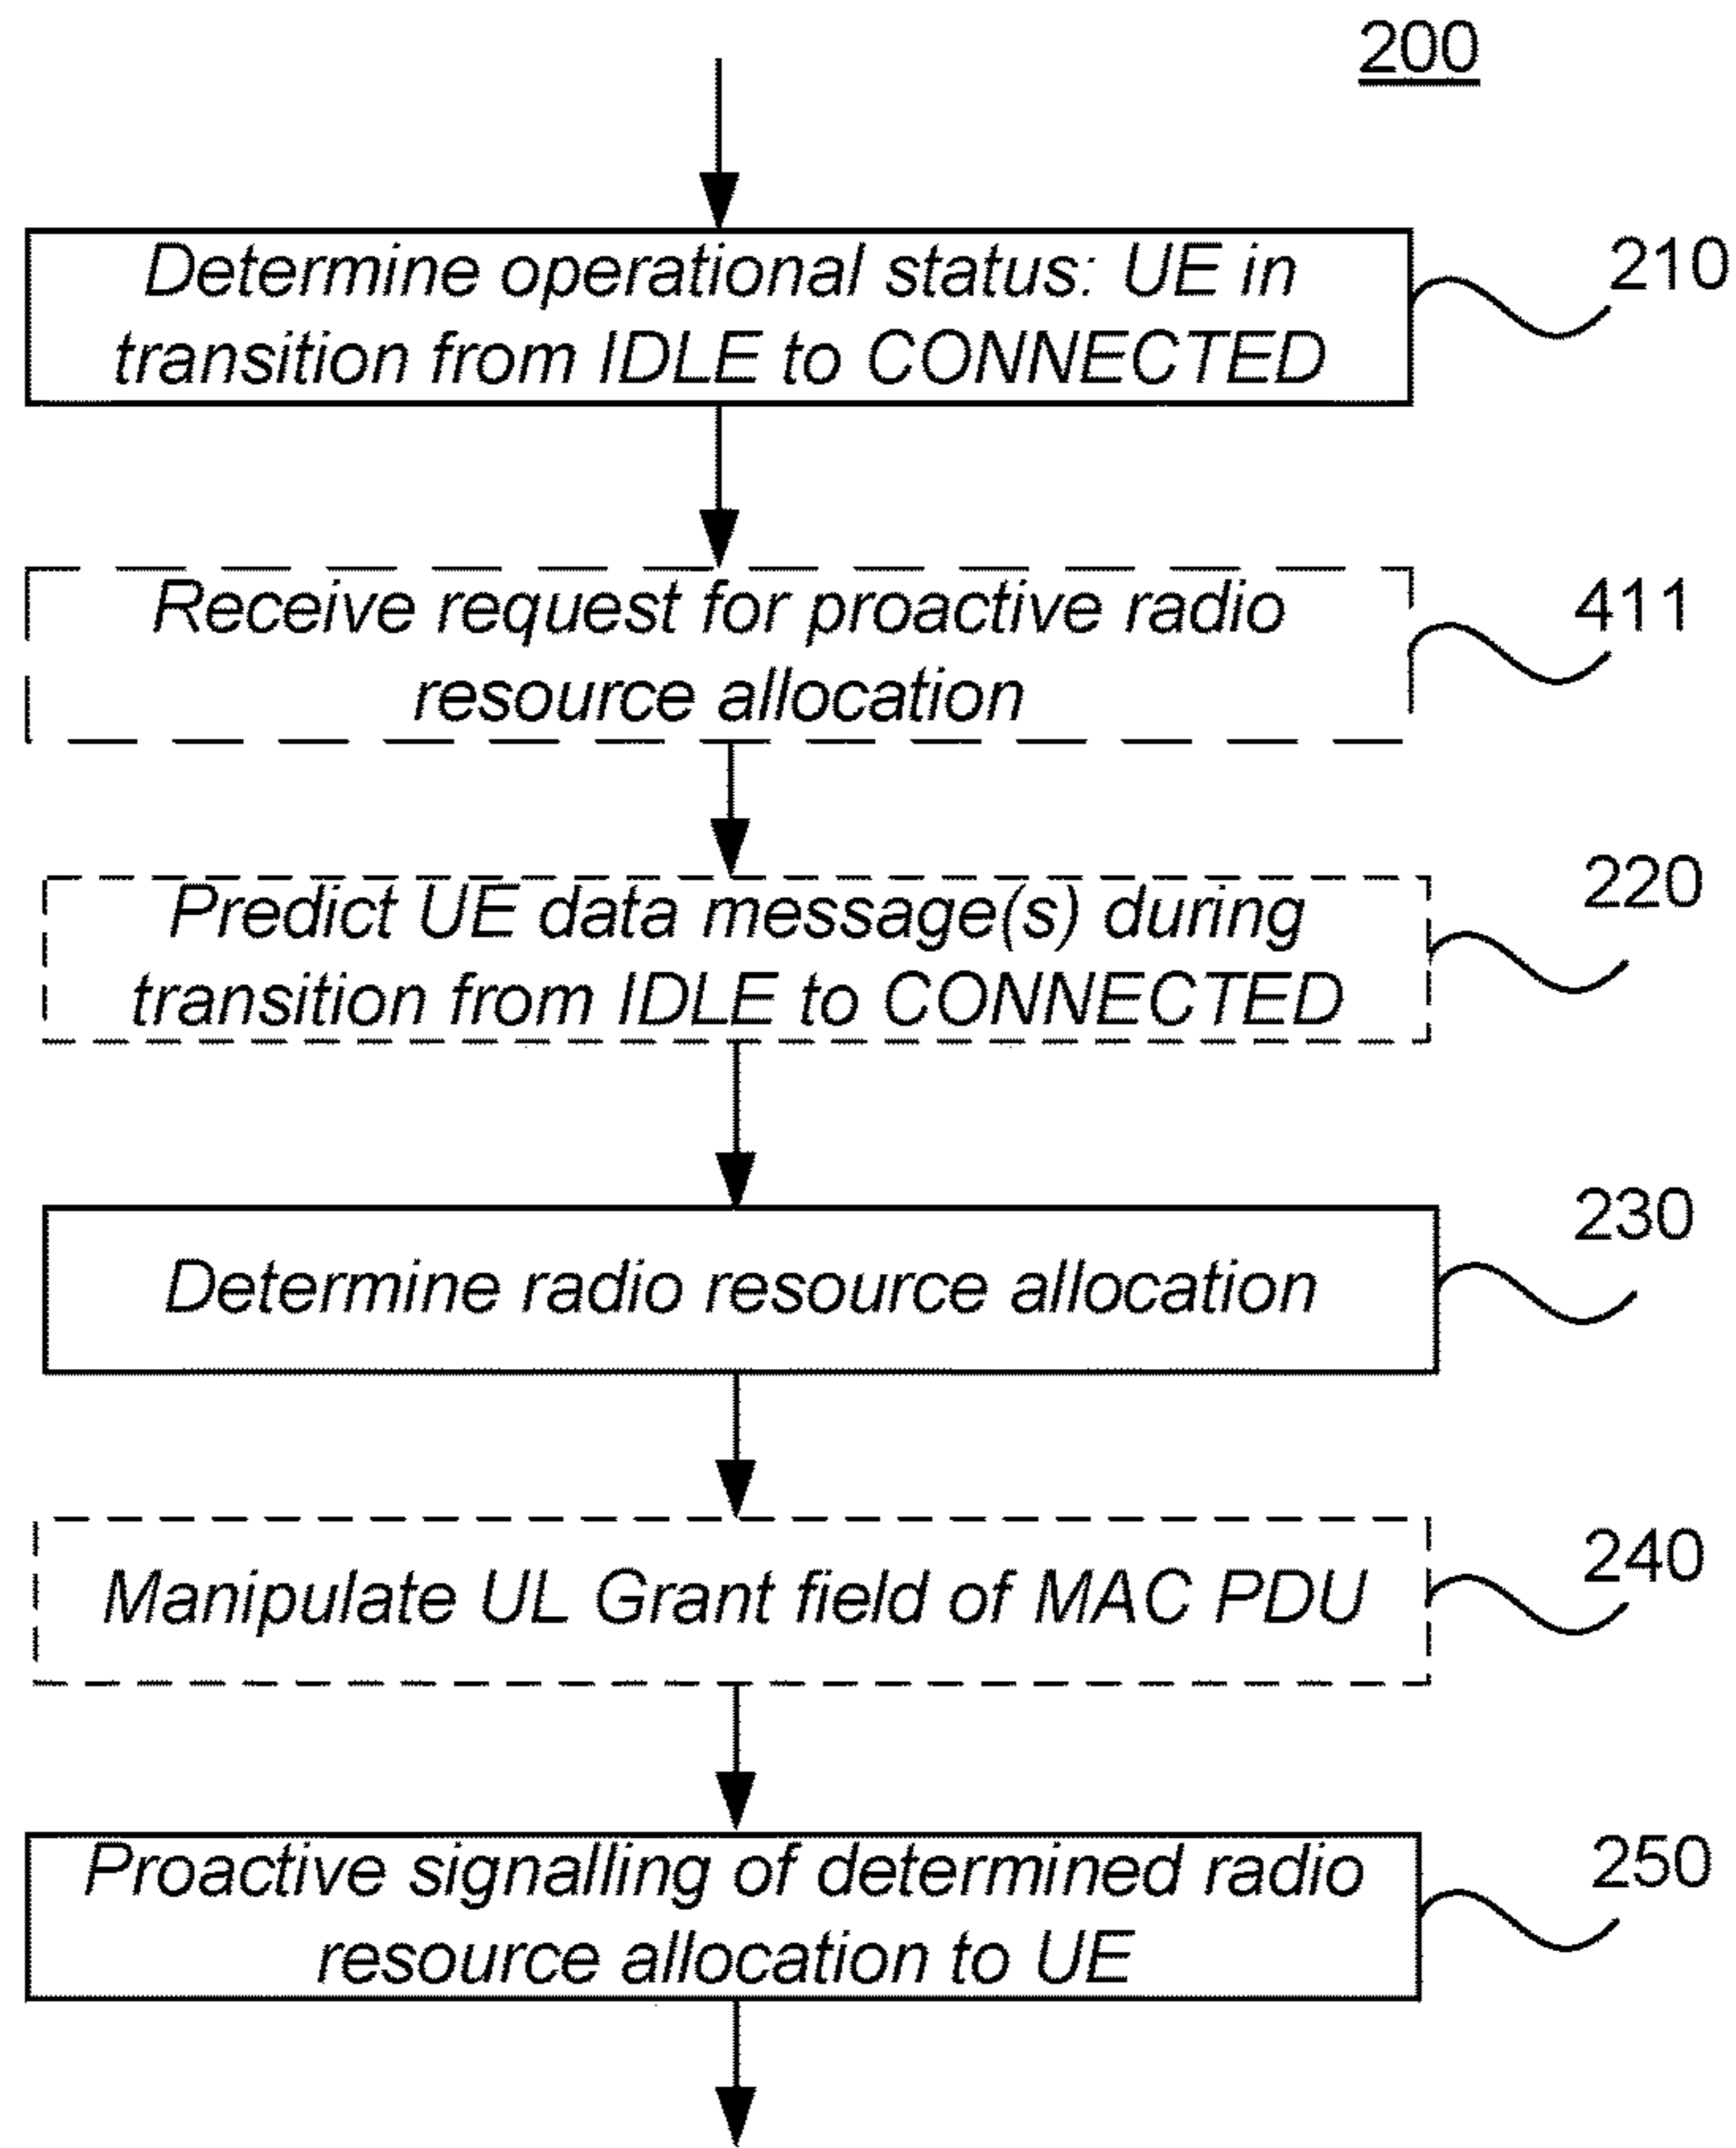 200
Determine operational status: UE in
transition from IDLE to CONNECTED
210
Receive request for proactive radio
resource allocation
411
Predict UE data message(s) during
transition from IDLE to CONNECTED
220
Determine radio resource allocation
230
Manipulate UL Grant field of MAC PDU
240
Proactive signalling of determined radio
resource allocation to UE
250